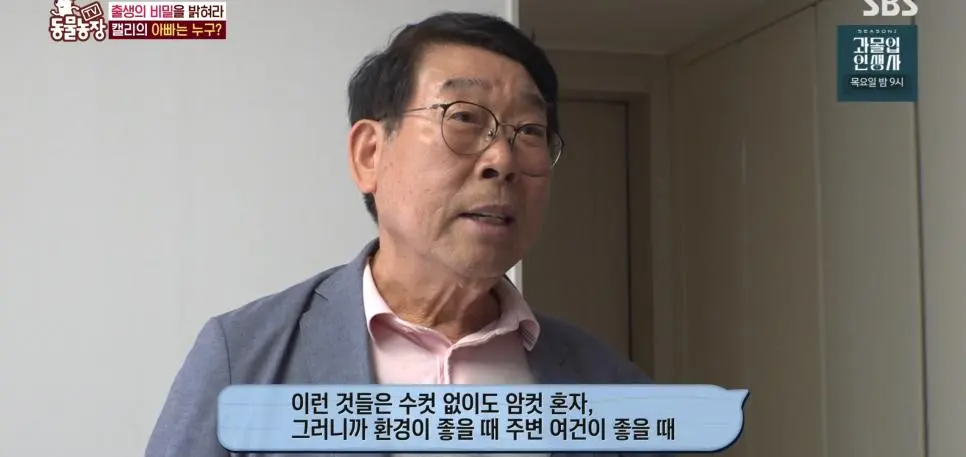 TV
동물농장
출생의 비밀을 밝혀라
캘리의 아빠는 누구?
SBS
SEASON2
과몰입
인생사
목요일 밤 9시
이런 것들은 수컷 없이도 암컷 혼자,
그러니까 환경이 좋을 때 주변 여건이 좋을 때